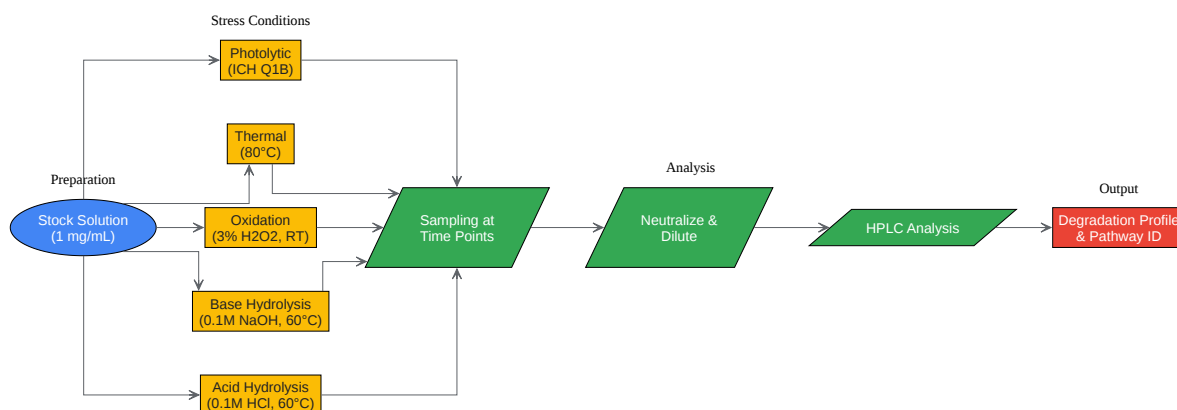 Stress Conditions
Photolytic
(ICH Q1B)
Thermal
(80°C)
Preparation
Stock Solution
(1 mg/mL)
Oxidation
(3% H2O2, RT)
Base Hydrolysis
(0.1M NaOH, 60°C)
Acid Hydrolysis
(0.1M HCl, 60°C)
Sampling at
Time Points
Analysis
Neutralize &
Dilute
HPLC Analysis
Output
Degradation Profile
& Pathway ID